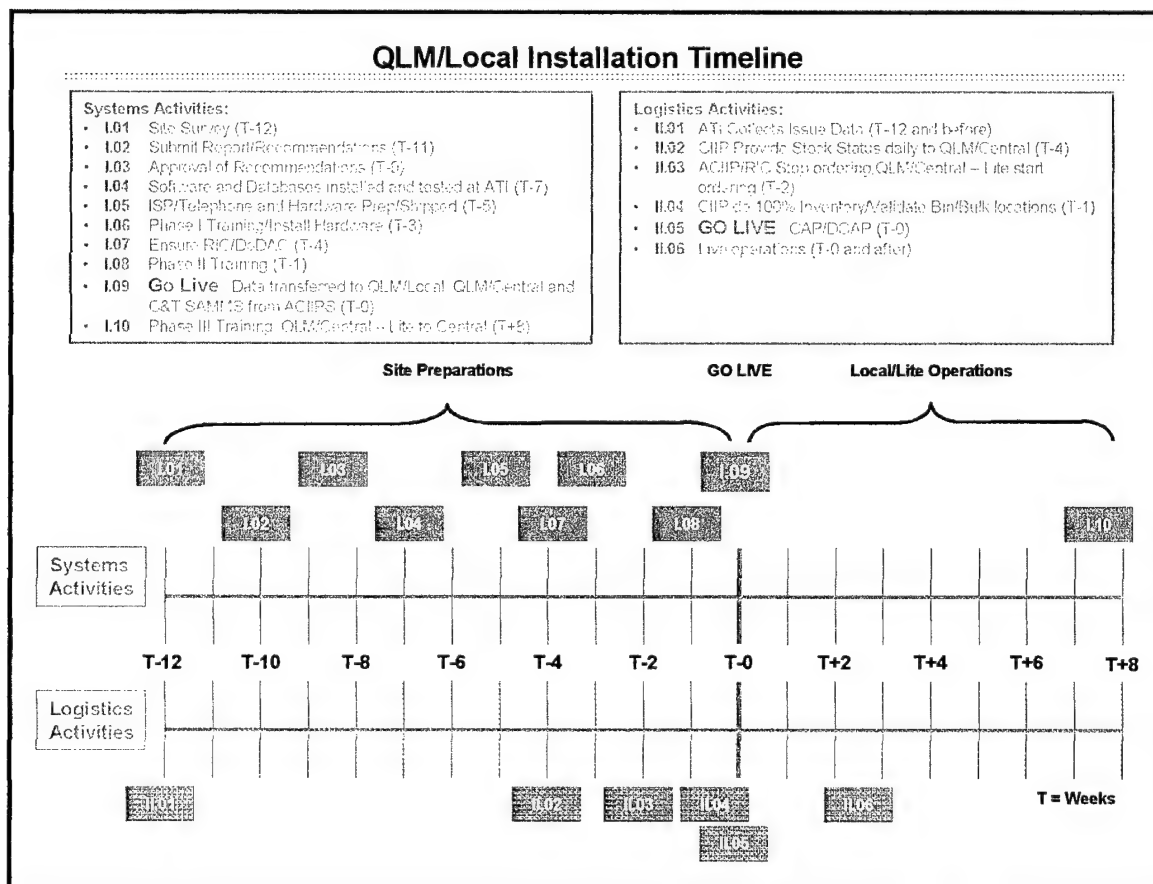 QLM/Local Installation Timeline
Systems Activities:
• I.01 Site Survey (T-12)
• I.02 Submit Report/Recommendations (T-11)
• I.03 Approval of Recommendations (T-9)
• I.04 Software and Databases installed and tested at ATI (T-7)
• I.05 ISP/Telephone and Hardware Prep/Shipped (T-5)
• I.06 Phase I Training/Install Hardware (T-3)
• I.07 Ensure RIC/DoDAC (T-4)
• I.08 Phase II Training (T-1)
• I.09 Go Live Data transferred to QLM/Local, QLM/Central and
C&T SAMMS from ACIIPS (T-0)
• I.10 Phase III Training QLM/Central – Lite to Central (T+8)
Logistics Activities:
• II.01 ATI Collects Issue Data (T-12 and before)
• II.02 CIIP Provide Stock Status daily to QLM/Central (T-4)
• II.03 ACIIP/RIC Stop ordering,QLM/Central – Lite start
ordering (T-2)
• II.04 CIIP do 100% Inventory/Validate Bin/Bulk locations (T-1)
• II.05 GO LIVE CAP/DCAP (T-0)
• II.06 Live operations (T-0 and after)
Site Preparations GO LIVE Local/Lite Operations
I.01 I.03 I.05 I.06 I.09
I.02 I.04 I.07 I.08 I.10
Systems
Activities
T-12 T-10 T-8 T-6 T-4 T-2 T-0 T+2 T+4 T+6 T+8
Logistics
Activities
II.01 II.02 II.03 II.04 II.06
T = Weeks
II.05